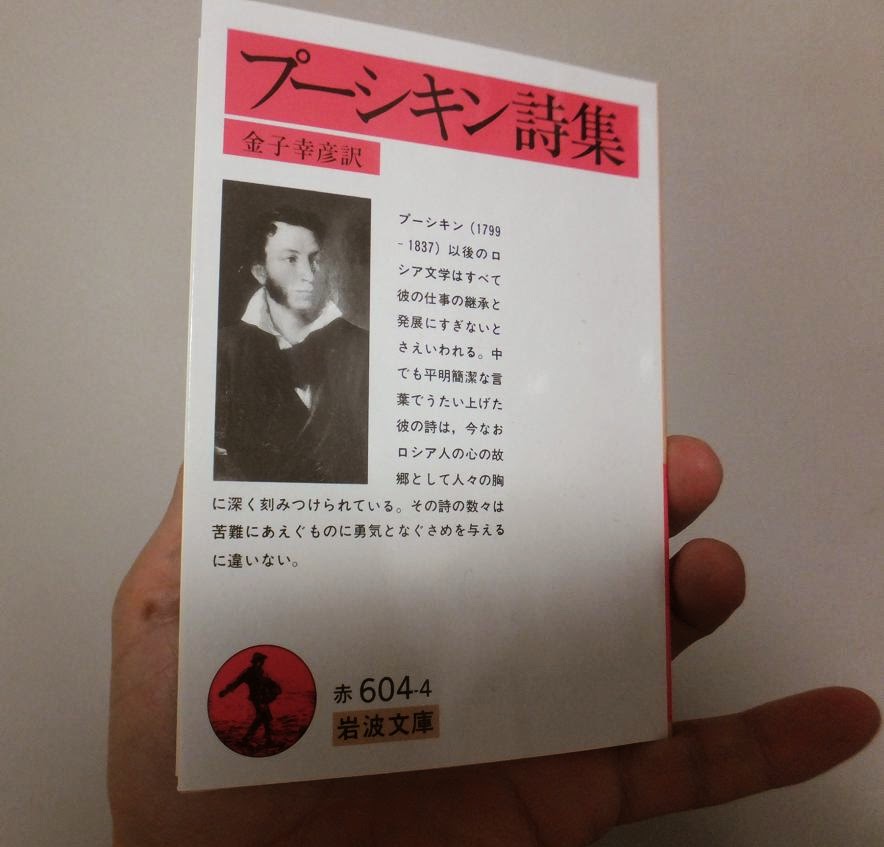 プーシキン詩集
金子幸彦訳
プーシキン(1799
- 1837)以後のロ
シア文学はすべて
彼の仕事の継承と
発展にすぎないと
さえいわれる。中
でも平明簡潔な言
葉でうたい上げた
彼の詩は,今なお
ロシア人の心の故
郷として人々の胸
に深く刻みつけられている。その詩の数々は
苦難にあえぐものに勇気となぐさめを与える
に違いない。
赤 604-4
岩波文庫